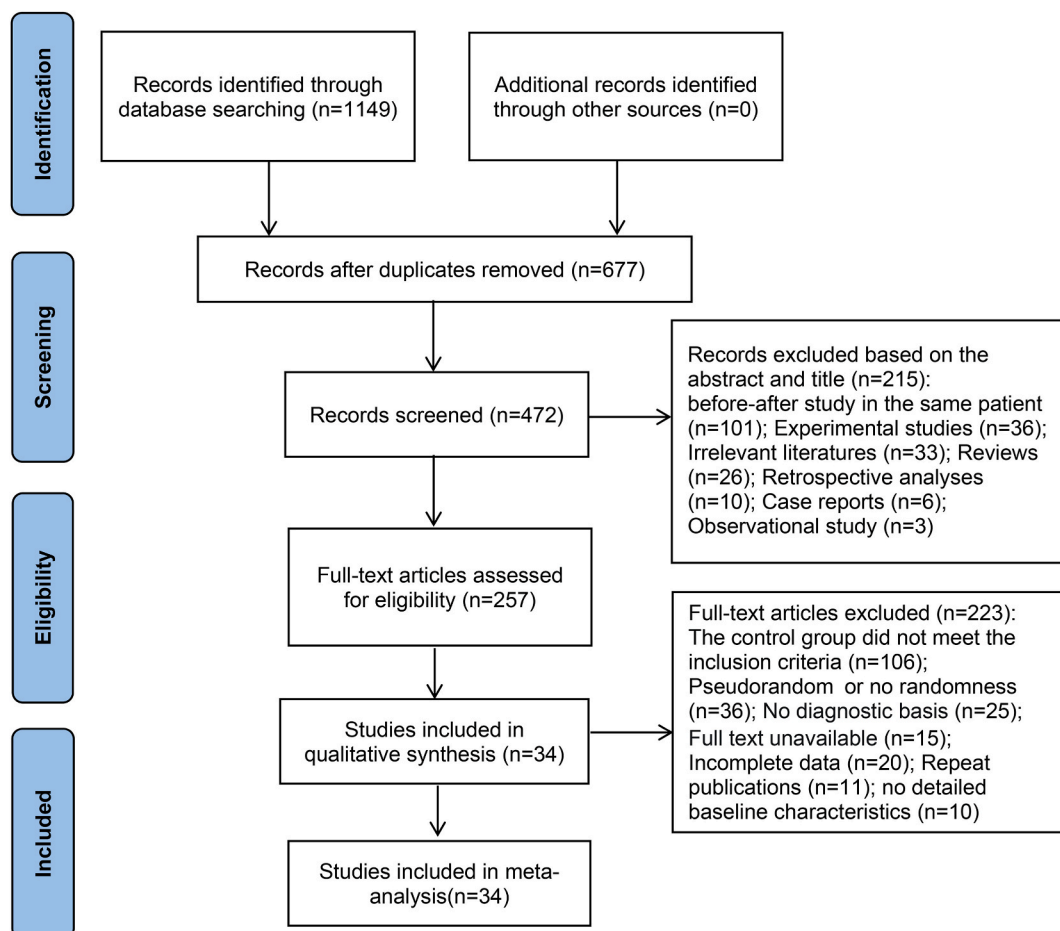 Identification
Records identified through
database searching (n=1149)
Additional records identified
through other sources (n=0)
Records after duplicates removed (n=677)
Screening
Records screened (n=472)
Records excluded based on the
abstract and title (n=215):
before-after study in the same patient
(n=101); Experimental studies (n=36);
Irrelevant literatures (n=33); Reviews
(n=26); Retrospective analyses
(n=10); Case reports (n=6);
Observational study (n=3)
Eligibility
Full-text articles assessed
for eligibility (n=257)
Full-text articles excluded (n=223):
The control group did not meet the
inclusion criteria (n=106);
Pseudorandom or no randomness
(n=36); No diagnostic basis (n=25);
Full text unavailable (n=15);
Incomplete data (n=20); Repeat
publications (n=11); no detailed
baseline characteristics (n=10)
Studies included in
qualitative synthesis (n=34)
Included
Studies included in meta-
analysis(n=34)